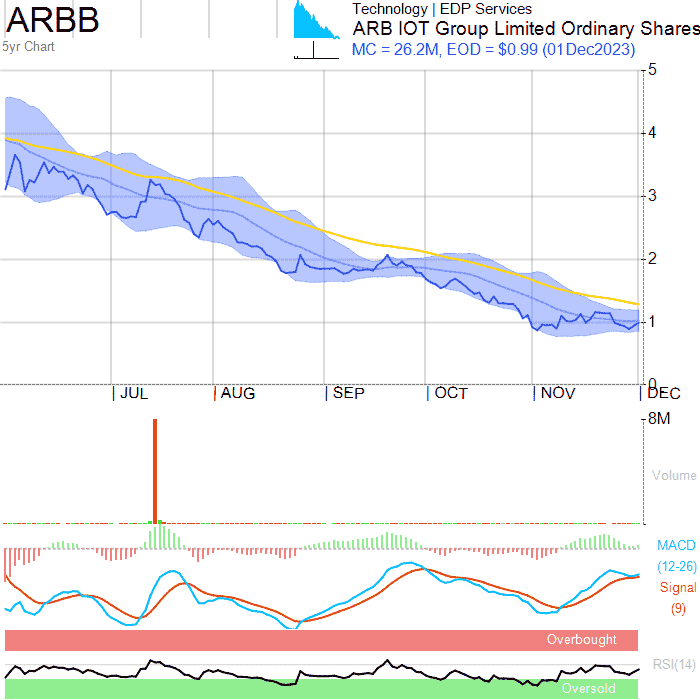 ARBB
5yr Chart
Technology | EDP Services
ARB IOT Group Limited Ordinary Shares
MC = 26.2M, EOD = $0.99 (01Dec2023)
5
4
3
2
1
0
JUL AUG SEP OCT NOV DEC
8M
Volume
MACD
(12-26)
Signal
(9)
Overbought
RSI(14)
Oversold